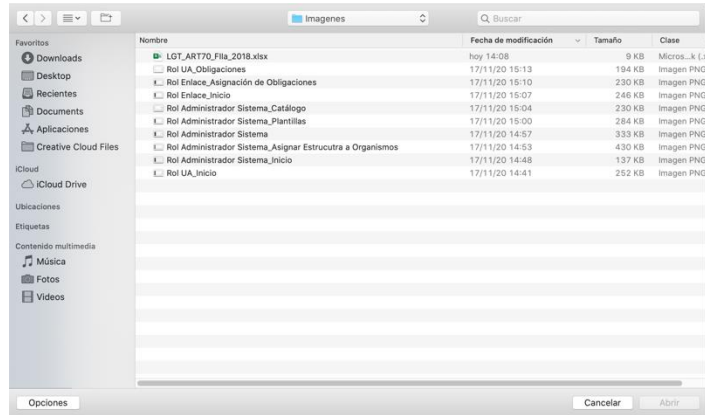 Imagenes
Buscar
Favoritos
Downloads
Desktop
Recientes
Documents
Aplicaciones
Creative Cloud Files
iCloud
iCloud Drive
Ubicaciones
Etiquetas
Contenido multimedia
Música
Fotos
Videos
Nombre Fecha de modificación Tamaño Clase
LGT_ART70_FIIa_2018.xlsx hoy 14:08 9 KB Micros...k (.x
Rol UA_Obligaciones 17/11/20 15:13 194 KB Imagen PNG
Rol Enlace_Asignación de Obligaciones 17/11/20 15:10 230 KB Imagen PNG
Rol Enlace_Inicio 17/11/20 15:07 246 KB Imagen PNG
Rol Administrador Sistema_Catálogo 17/11/20 15:04 230 KB Imagen PNG
Rol Administrador Sistema_Plantillas 17/11/20 15:00 284 KB Imagen PNG
Rol Administrador Sistema 17/11/20 14:57 333 KB Imagen PNG
Rol Administrador Sistema_Asignar Estrucutra a Organismos 17/11/20 14:53 430 KB Imagen PNG
Rol Administrador Sistema_Inicio 17/11/20 14:48 137 KB Imagen PNG
Rol UA_Inicio 17/11/20 14:41 252 KB Imagen PNG
Opciones Cancelar Abrir